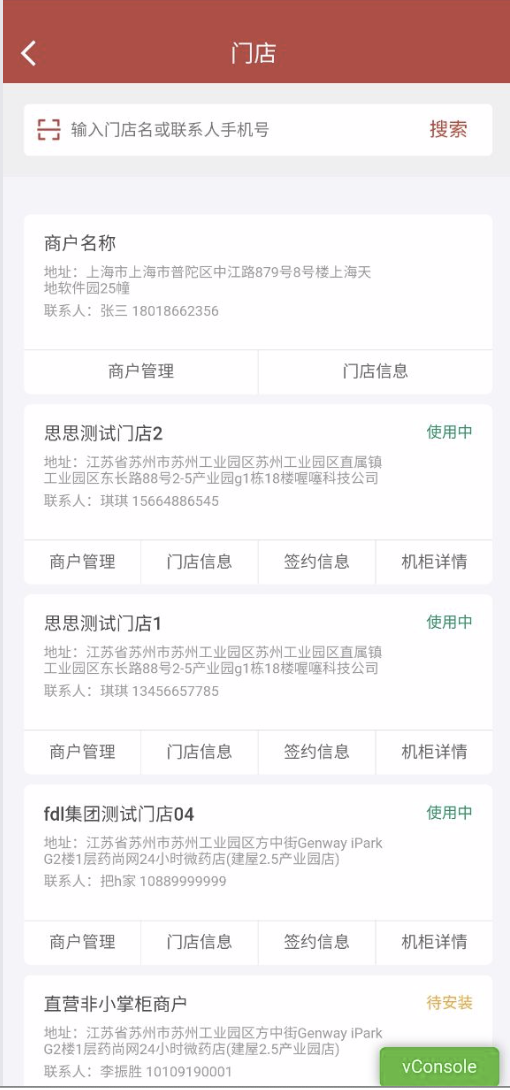 门店
输入门店名或联系人手机号
搜索
商户名称
地址：上海市上海市普陀区中江路879号8号楼上海天
地软件园25幢
联系人：张三 18018662356
商户管理
门店信息
思思测试门店2
使用中
地址：江苏省苏州市苏州工业园区苏州工业园区直属镇
工业园区东长路88号2-5产业园g1栋18楼喔噻科技公司
联系人：琪琪 15664886545
商户管理
门店信息
签约信息
机柜详情
思思测试门店1
使用中
地址：江苏省苏州市苏州工业园区苏州工业园区直属镇
工业园区东长路88号2-5产业园g1栋18楼喔噻科技公司
联系人：琪琪 13456657785
商户管理
门店信息
签约信息
机柜详情
fdl集团测试门店04
使用中
地址：江苏省苏州市苏州工业园区方中街Genway iPark
G2楼1层药尚网24小时微药店(建屋2.5产业园店)
联系人：把h家 10889999999
商户管理
门店信息
签约信息
机柜详情
直营非小掌柜商户
待安装
地址：江苏省苏州市苏州工业园区方中街Genway iPark
G2楼1层药尚网24小时微药店(建屋2.5产业园店)
联系人：李振胜 10109190001
vConsole